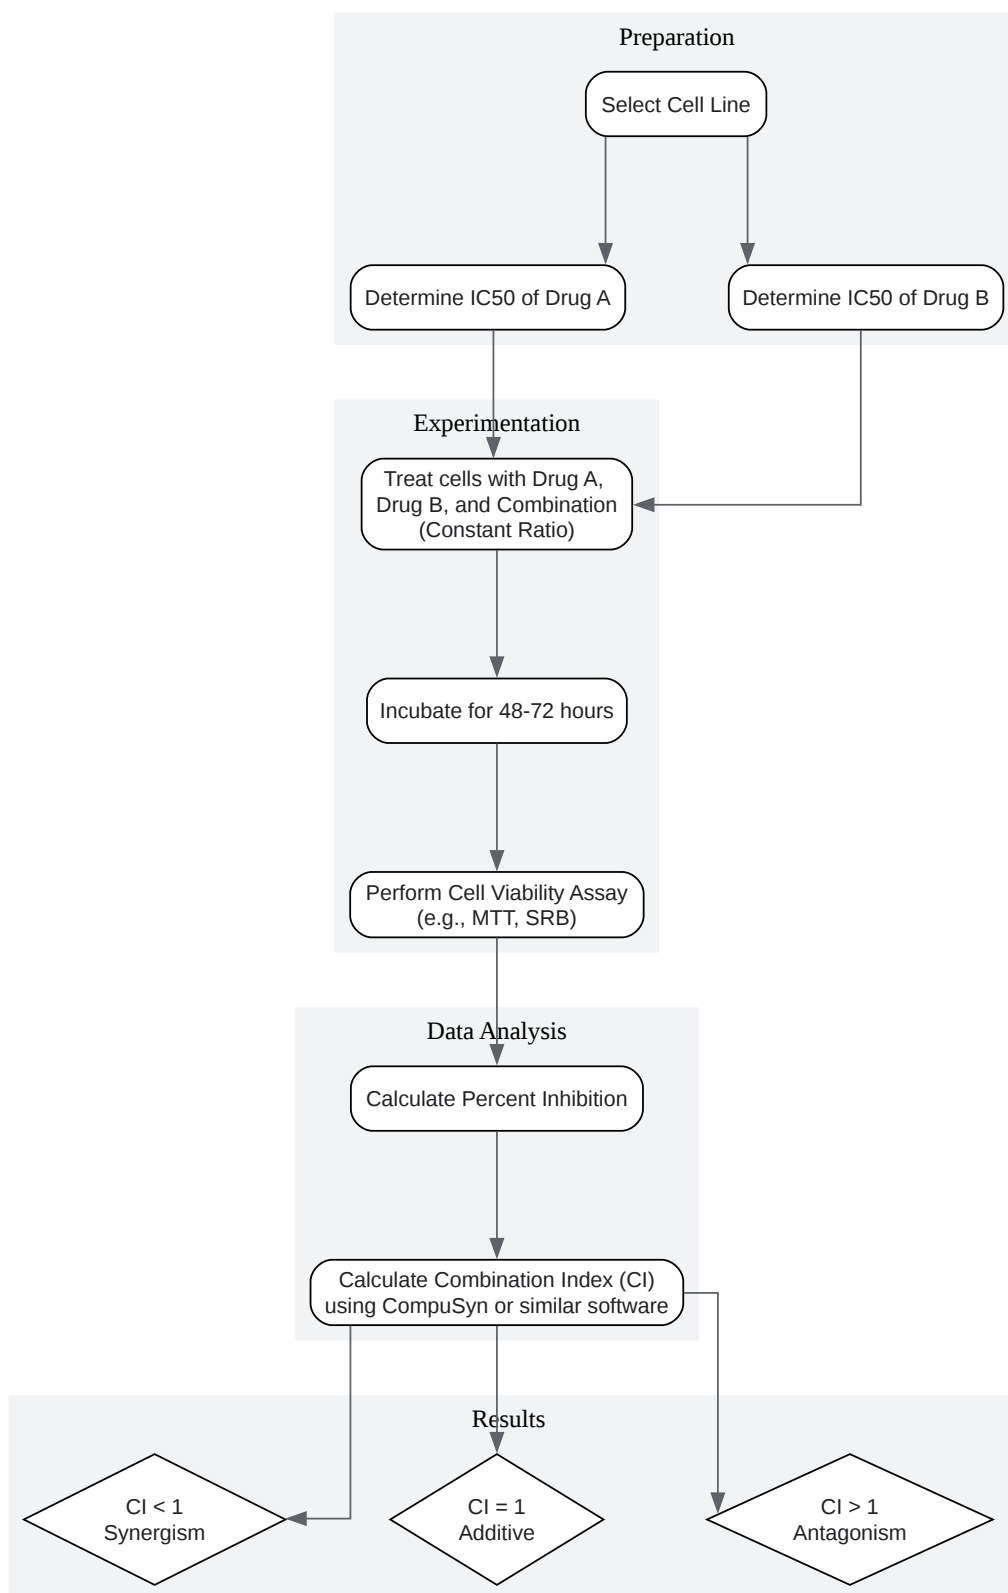 Preparation
Select Cell Line
Determine IC50 of Drug A
Determine IC50 of Drug B
Experimentation
Treat cells with Drug A,
Drug B, and Combination
(Constant Ratio)
Incubate for 48-72 hours
Perform Cell Viability Assay
(e.g., MTT, SRB)
Data Analysis
Calculate Percent Inhibition
Calculate Combination Index (CI)
using CompuSyn or similar software
Results
CI < 1
Synergism
CI = 1
Additive
CI > 1
Antagonism